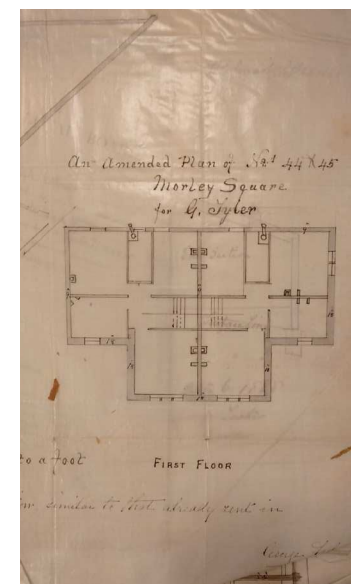 An Amended Plan of Nos 44 & 45
Morley Square
for G. Tyler
to a foot
FIRST FLOOR
similar to that already sent in
George